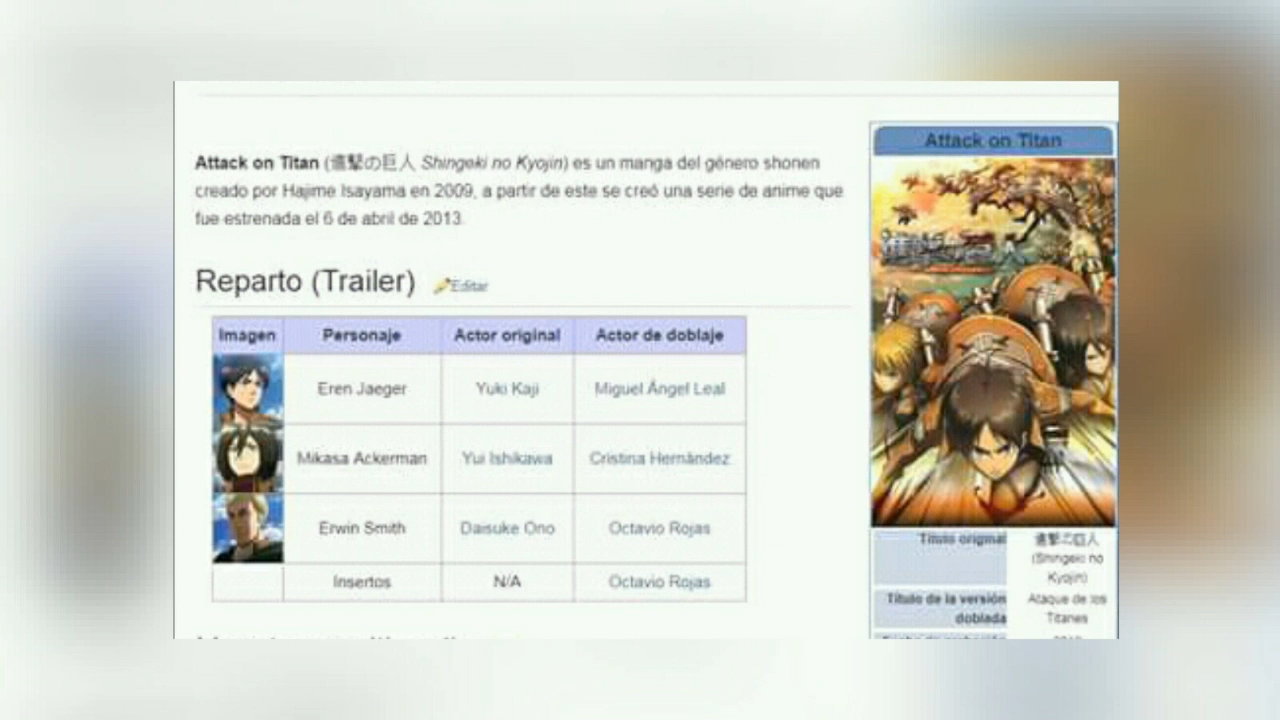 Attack on Titan (進撃の巨人 Shingeki no Kyojin) es un manga del género shonen
creado por Hajime Isayama en 2009, a partir de este se creó una serie de anime que
fue estrenada el 6 de abril de 2013.
Reparto (Trailer) Editar
Imagen Personaje Actor original Actor de doblaje
Eren Jaeger Yuki Kaji Miguel Ángel Leal
Mikasa Ackerman Yui Ishikawa Cristina Hernández
Erwin Smith Daisuke Ono Octavio Rojas
Insertos N/A Octavio Rojas
Attack on Titan
Título original 進撃の巨人
(Shingeki no
Kyojin)
Título de la versión Ataque de los
doblada Titanes